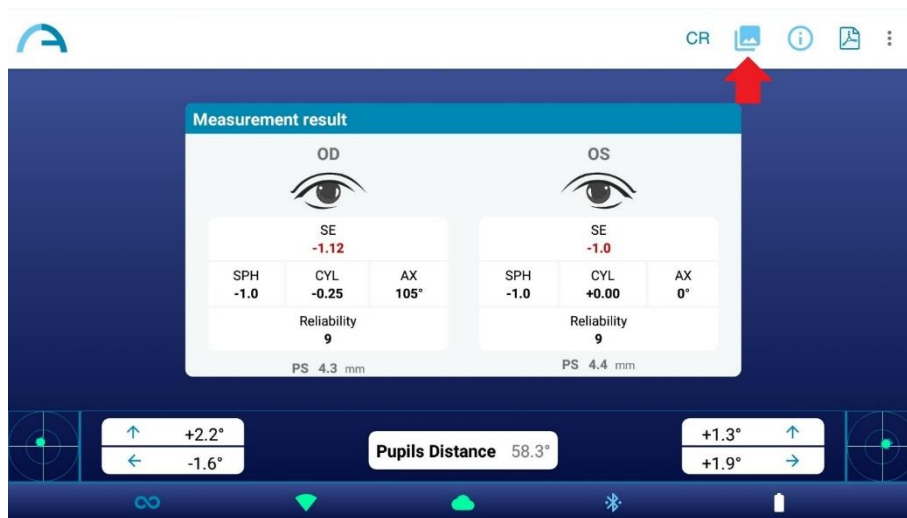 CR
Measurement result
OD OS
SE SE
-1.12 -1.0
SPH CYL AX SPH CYL AX
-1.0 -0.25 105° -1.0 +0.00 0°
Reliability Reliability
9 9
PS 4.3 mm PS 4.4 mm
↑ +2.2° Pupils Distance 58.3° +1.3° ↑
← -1.6° +1.9° →